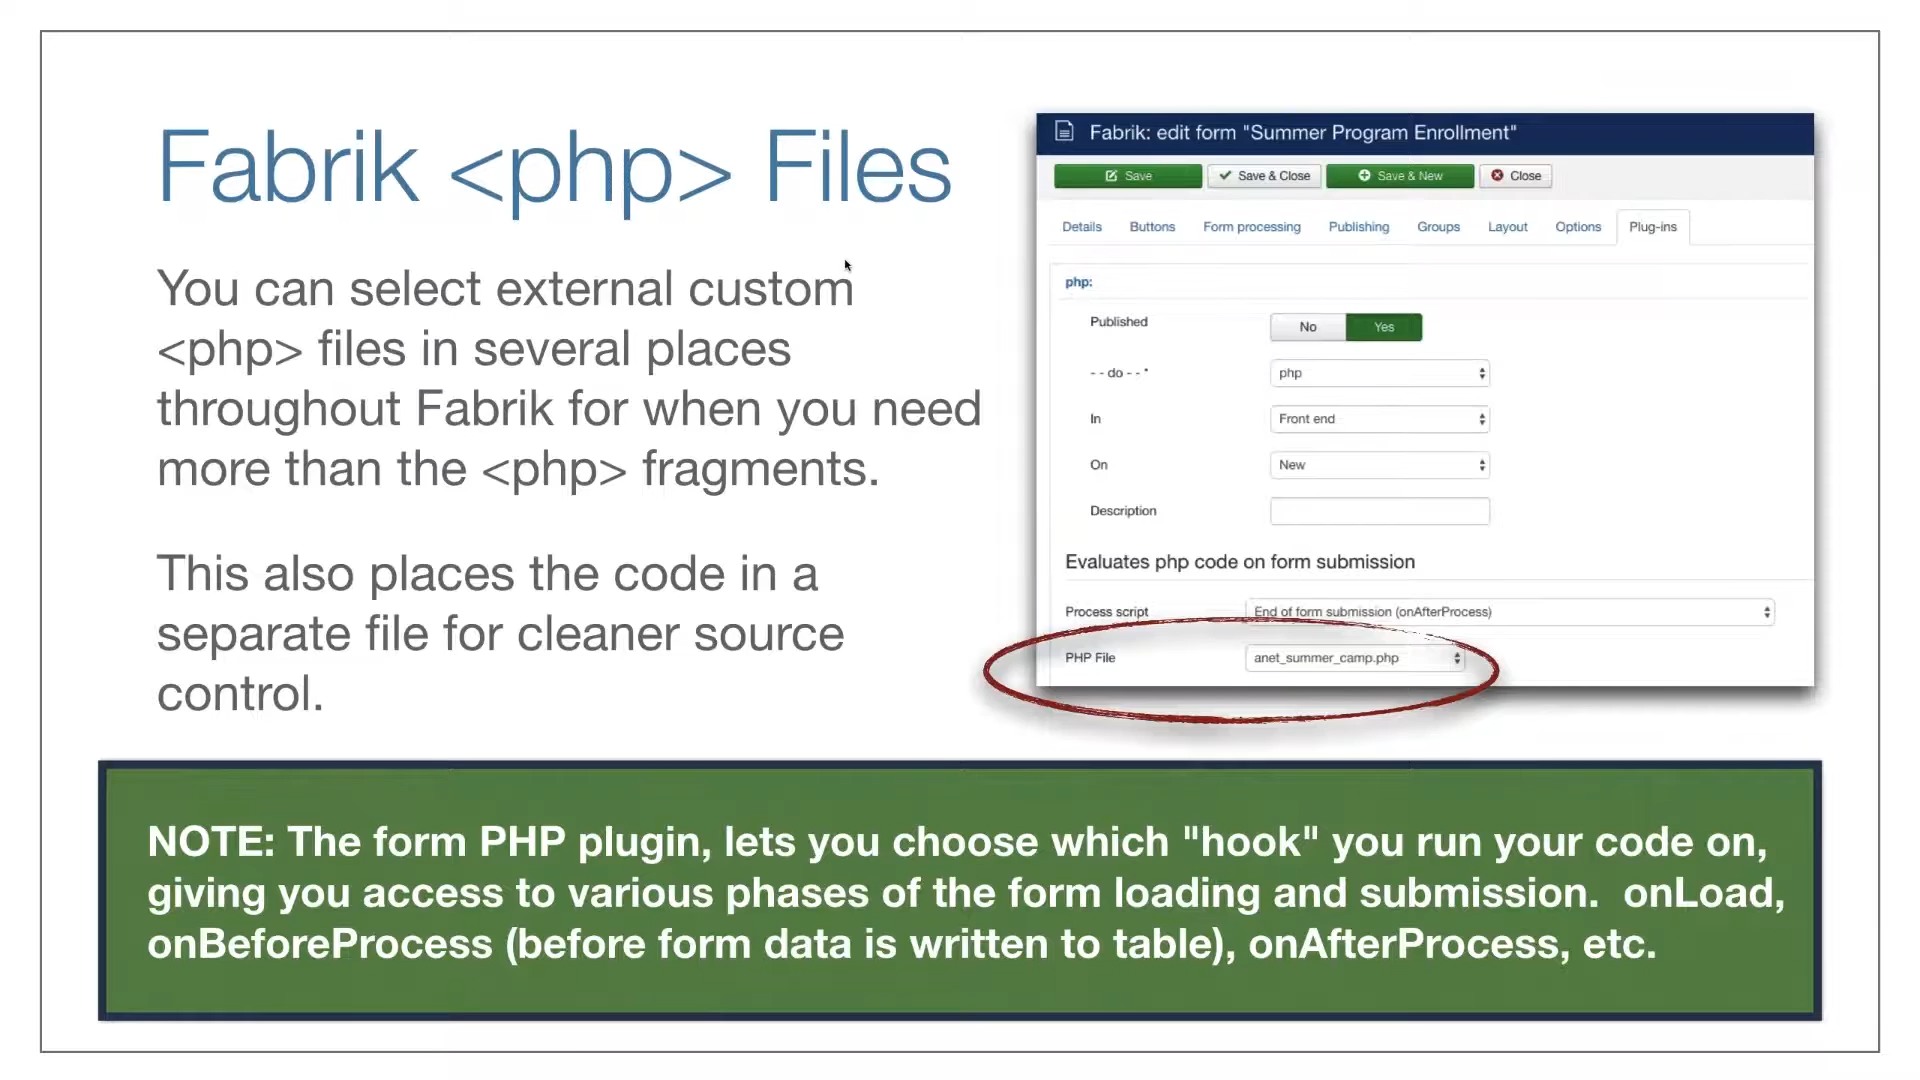 Fabrik <php> Files
You can select external custom
<php> files in several places
throughout Fabrik for when you need
more than the <php> fragments.
This also places the code in a
separate file for cleaner source
control.
Fabrik: edit form "Summer Program Enrollment"
Save Save & Close Save & New Close
Details Buttons Form processing Publishing Groups Layout Options Plug-ins
php:
Published No Yes
- - do - - * php
In Front end
On New
Description
Evaluates php code on form submission
Process script End of form submission (onAfterProcess)
PHP File anet_summer_camp.php
NOTE: The form PHP plugin, lets you choose which "hook" you run your code on,
giving you access to various phases of the form loading and submission.  onLoad,
onBeforeProcess (before form data is written to table), onAfterProcess, etc.